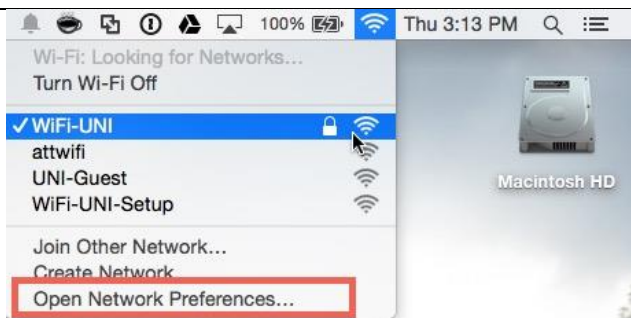 100% Thu 3:13 PM
Wi-Fi: Looking for Networks...
Turn Wi-Fi Off
✓ WiFi-UNI
attwifi
UNI-Guest
WiFi-UNI-Setup
Macintosh HD
Join Other Network...
Create Network
Open Network Preferences...